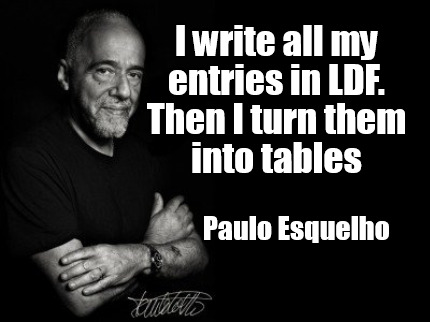 I write all my
entries in LDF.
Then I turn them
into tables
Paulo Esquelho